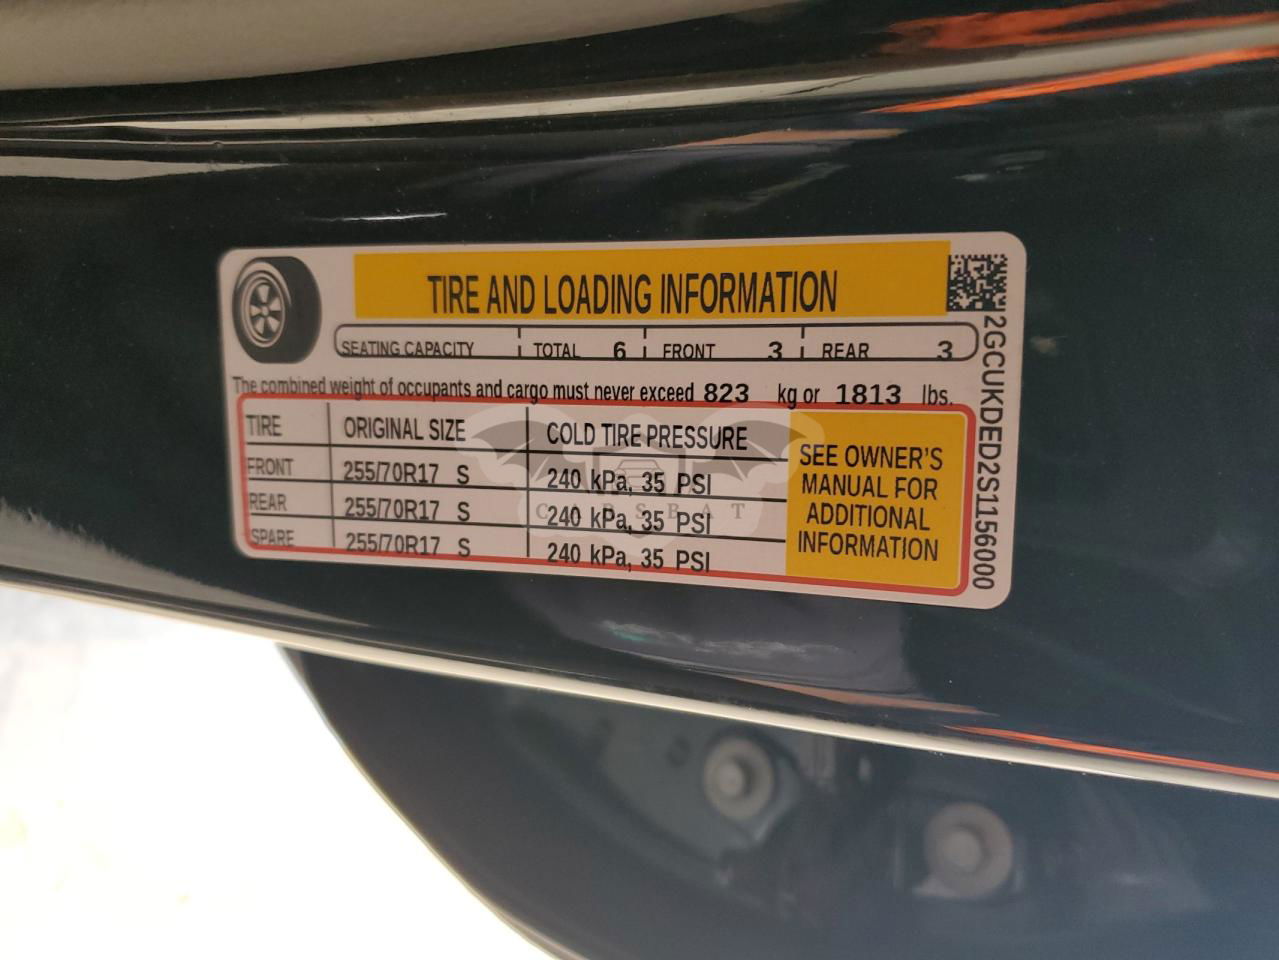 TIRE AND LOADING INFORMATION
SEATING CAPACITY TOTAL 6 FRONT 3 REAR 3
The combined weight of occupants and cargo must never exceed 823 kg or 1813 lbs.
TIRE ORIGINAL SIZE COLD TIRE PRESSURE
FRONT 255/70R17 S 240 kPa, 35 PSI
REAR 255/70R17 S 240 kPa, 35 PSI
SPARE 255/70R17 S 240 kPa, 35 PSI
SEE OWNER'S
MANUAL FOR
ADDITIONAL
INFORMATION
2GCUKDED2S1156000
CARSBAT